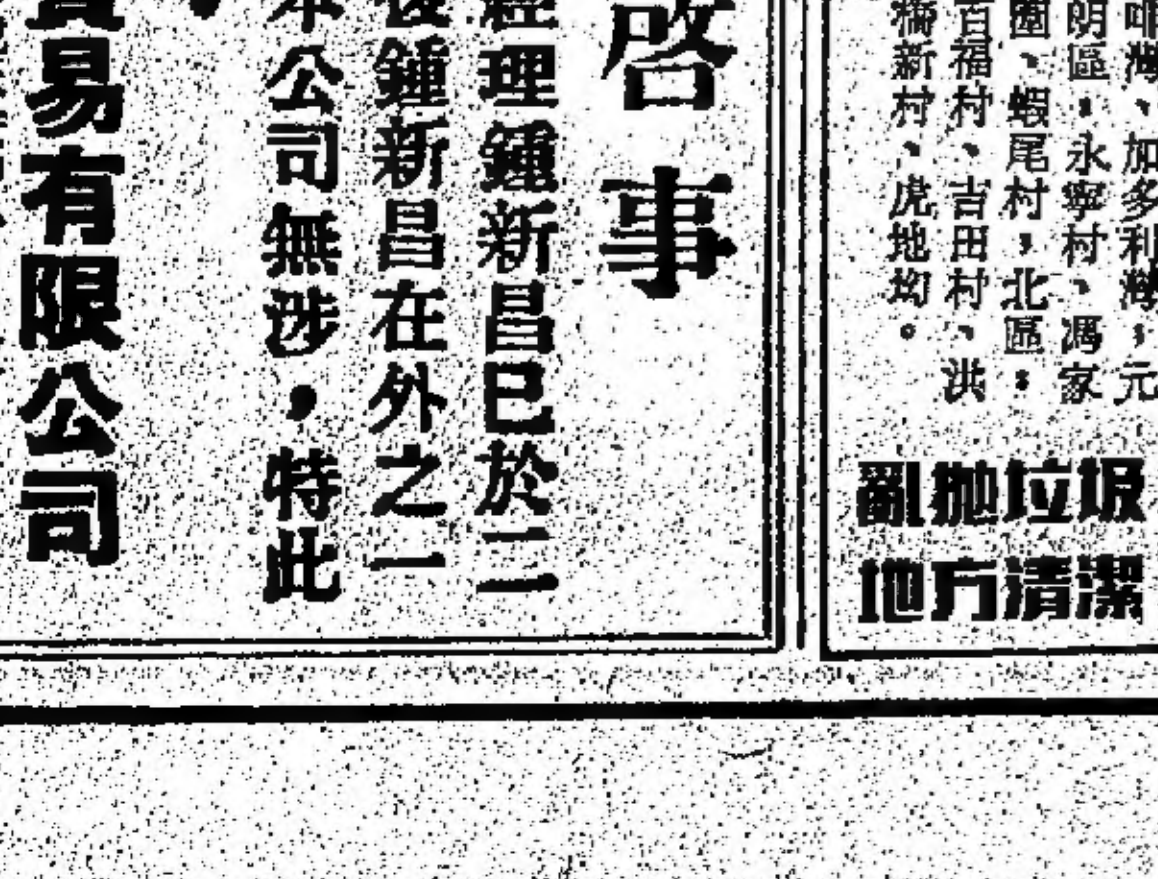 啡灣、加多利灣；元
朗區：永寧村、馮家
圍、蝦尾村；北區：
百福村、吉田村、洪
橋新村、虎地坳。
亂拋垃圾
地方清潔
啓事
經理鍾新昌已於二
後鍾新昌在外之一
本公司無涉，特此
貿易有限公司